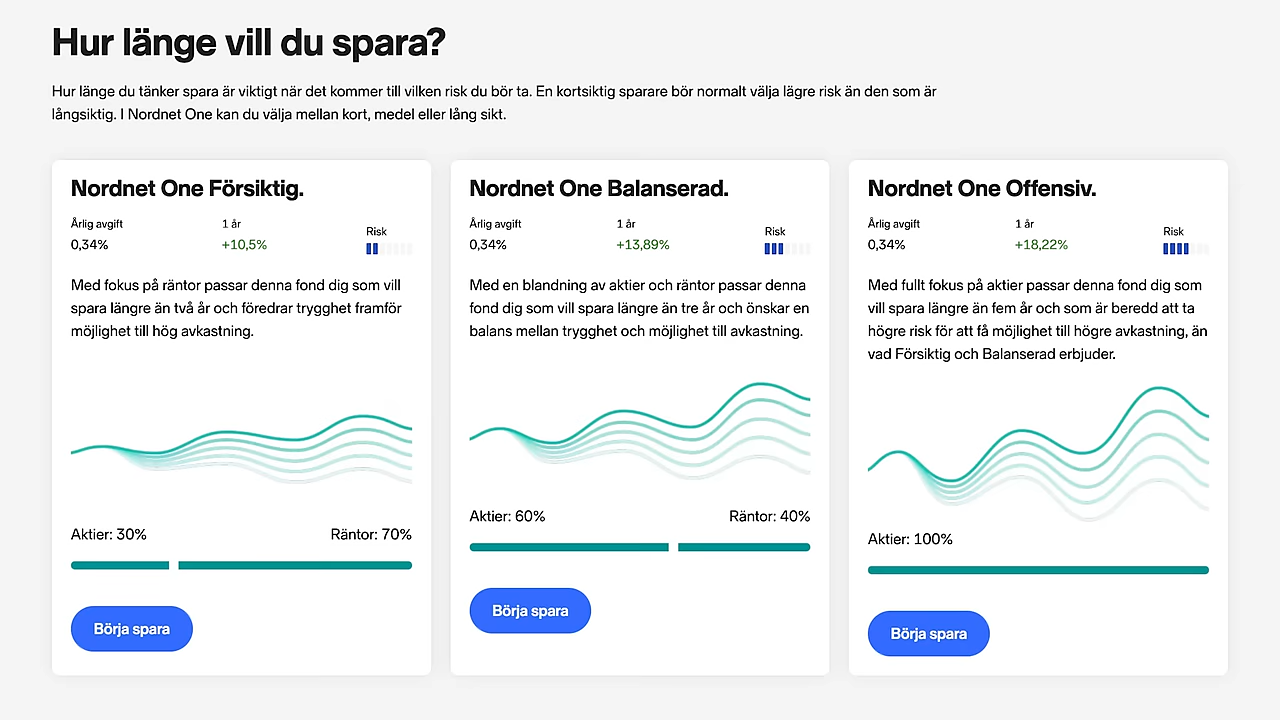 Hur länge vill du spara?
Hur länge du tänker spara är viktigt när det kommer till vilken risk du bör ta. En kortsiktig sparare bör normalt välja lägre risk än den som är
långsiktig. I Nordnet One kan du välja mellan kort, medel eller lång sikt.
Nordnet One Försiktig.
Årlig avgift
1 år
Risk
0,34%
+10,5%
Med fokus på räntor passar denna fond dig som vill
spara längre än två år och föredrar trygghet framför
möjlighet till hög avkastning.
Aktier: 30%
Räntor: 70%
Börja spara
Nordnet One Balanserad.
Årlig avgift
1 år
Risk
0,34%
+13,89%
Med en blandning av aktier och räntor passar denna
fond dig som vill spara längre än tre år och önskar en
balans mellan trygghet och möjlighet till avkastning.
Aktier: 60%
Räntor: 40%
Börja spara
Nordnet One Offensiv.
Årlig avgift
1 år
Risk
0,34%
+18,22%
Med fullt fokus på aktier passar denna fond dig som
vill spara längre än fem år och som är beredd att ta
högre risk för att få möjlighet till högre avkastning, än
vad Försiktig och Balanserad erbjuder.
Aktier: 100%
Börja spara